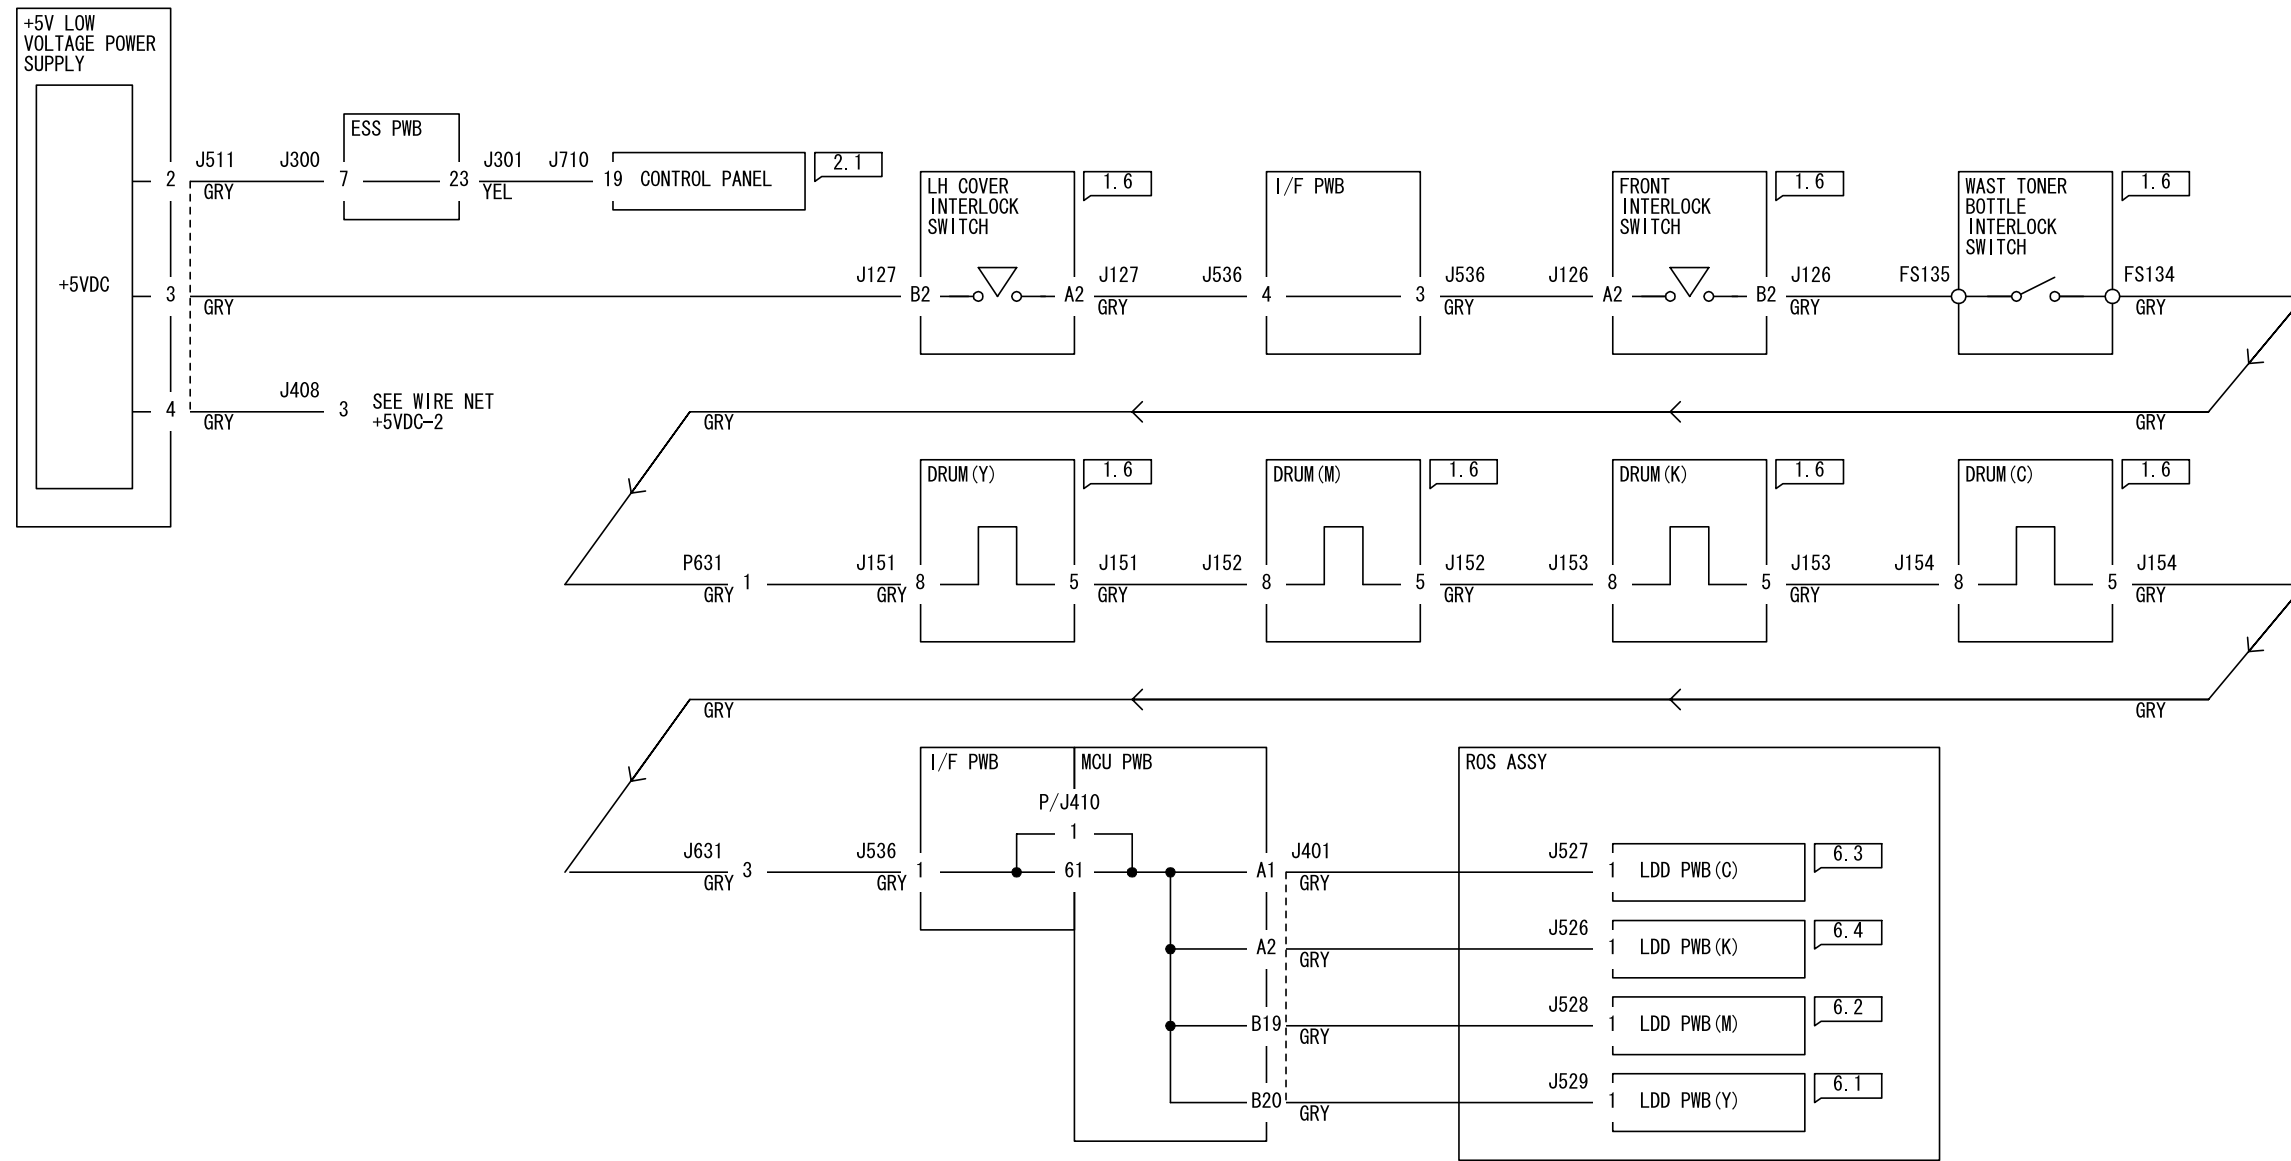 +5V LOW
VOLTAGE POWER
SUPPLY
ESS PWB
J511 J300 J301 J710 2.1
2 7 23 19 CONTROL PANEL
GRY YEL
LH COVER
INTERLOCK
SWITCH
1.6
I/F PWB
FRONT
INTERLOCK
SWITCH
1.6
WAST TONER
BOTTLE
INTERLOCK
SWITCH
1.6
+5VDC
J127 J127 J536 J536 J126 J126 FS135 FS134
3 B2 A2 4 3 A2 B2
GRY GRY GRY GRY GRY
J408
4 3 SEE WIRE NET
+5VDC-2
GRY GRY GRY
DRUM(Y) 1.6 DRUM(M) 1.6 DRUM(K) 1.6 DRUM(C) 1.6
P631 J151 J151 J152 J152 J153 J153 J154 J154
1 8 5 8 5 8 5 8 5
GRY GRY GRY GRY GRY GRY
GRY GRY
I/F PWB MCU PWB ROS ASSY
P/J410
1
J631 J536 J401 J527 6.3
3 1 61 A1 1 LDD PWB(C)
GRY GRY GRY
J526 6.4
A2 1 LDD PWB(K)
GRY
J528 6.2
B19 1 LDD PWB(M)
GRY
J529 6.1
B20 1 LDD PWB(Y)
GRY